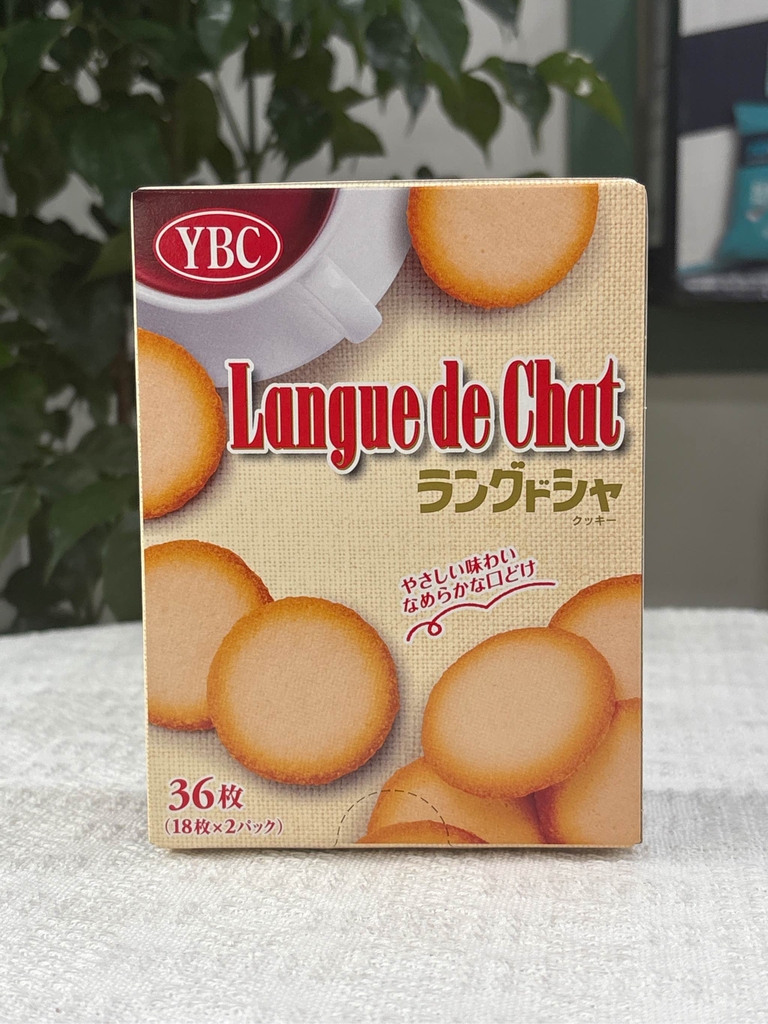 YBC
Langue de Chat
ラングドシャ
クッキー
やさしい味わい
なめらかな口どけ
36枚
(18枚×2パック)